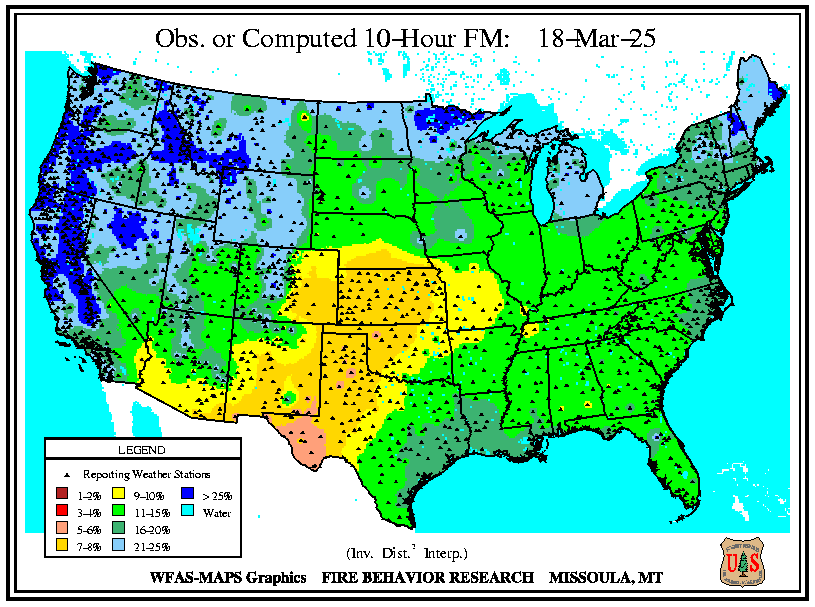 Obs. or Computed 10-Hour FM: 18-Mar-25
LEGEND
Reporting Weather Stations
1-2% 9-10% > 25%
3-4% 11-15% Water
5-6% 16-20%
7-8% 21-25%
(Inv. Dist.² Interp.)
WFAS-MAPS Graphics FIRE BEHAVIOR RESEARCH MISSOULA, MT
U S